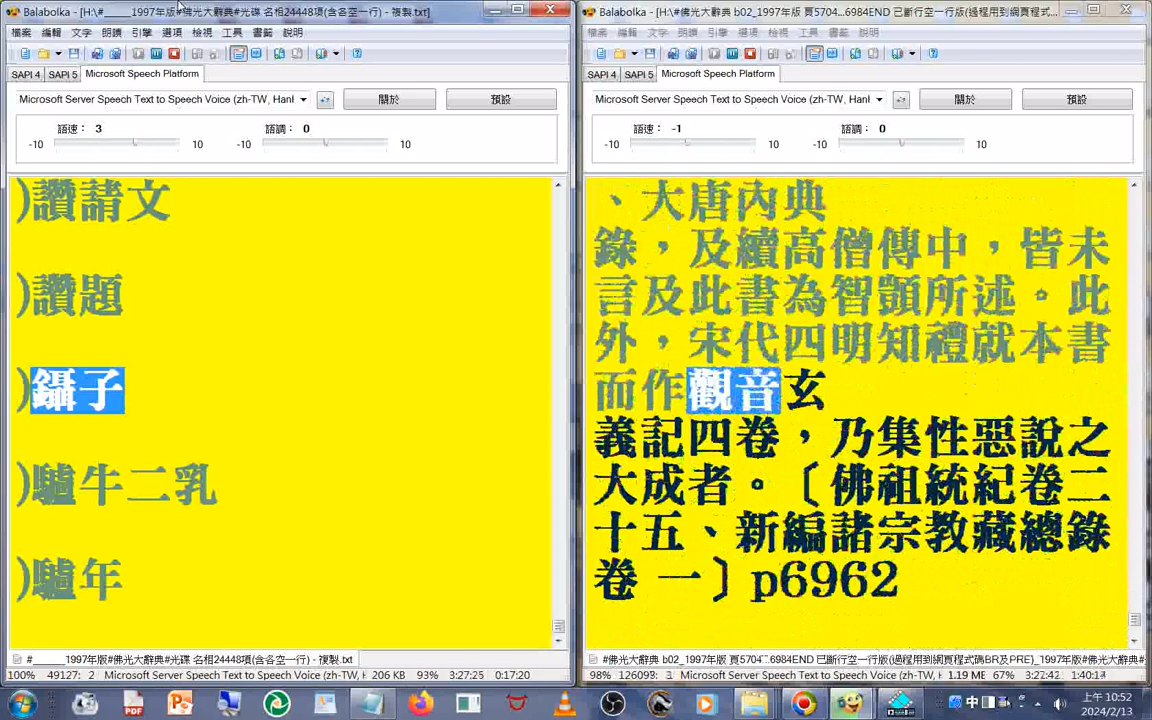 Balabolka - [H:\#_____1997年版#佛光大辭典#光碟 名相24448項(含各空一行) - 複製.txt]
檔案 編輯 文字 朗讀 引擎 選項 檢視 工具 書籤 說明
SAPI 4 SAPI 5 Microsoft Speech Platform
Microsoft Server Speech Text to Speech Voice (zh-TW, Hanl
關於
預設
語速： 3
語調： 0
-10 10 -10 10
)讚請文
)讚題
)鑷子
)驢牛二乳
)驢年
#_____1997年版#佛光大辭典#光碟 名相24448項(含各空一行) - 複製.txt
100% 49127: 2 Microsoft Server Speech Text to Speech Voice (zh-T 206 KB 93% 3:27:25 0:17:20
Balabolka - [H:\#佛光大辭典 b02_1997年版 頁5704...6984END 已斷行空一行版(過程用到網頁程式...
檔案 編輯 文字 朗讀 引擎 選項 檢視 工具 書籤 說明
SAPI 4 SAPI 5 Microsoft Speech Platform
Microsoft Server Speech Text to Speech Voice (zh-TW, Hanl
關於
預設
語速： -1
語調： 0
-10 10 -10 10
、大唐內典
錄，及續高僧傳中，皆未
言及此書為智顗所述。此
外，宋代四明知禮就本書
而作觀音玄
義記四卷，乃集性惡說之
大成者。〔佛祖統紀卷二
十五、新編諸宗教藏總錄
卷 一〕p6962
#佛光大辭典 b02_1997年版 頁5704...6984END 已斷行空一行版(過程用到網頁程式碼BR及PRE)_1997年版#佛光大辭典#
98% 126093: 3 Microsoft Server Speech Text to Speech Voice (zh-T 1.19 MB 67% 3:27:42 1:40:14
中
上午 10:52
2024/2/13